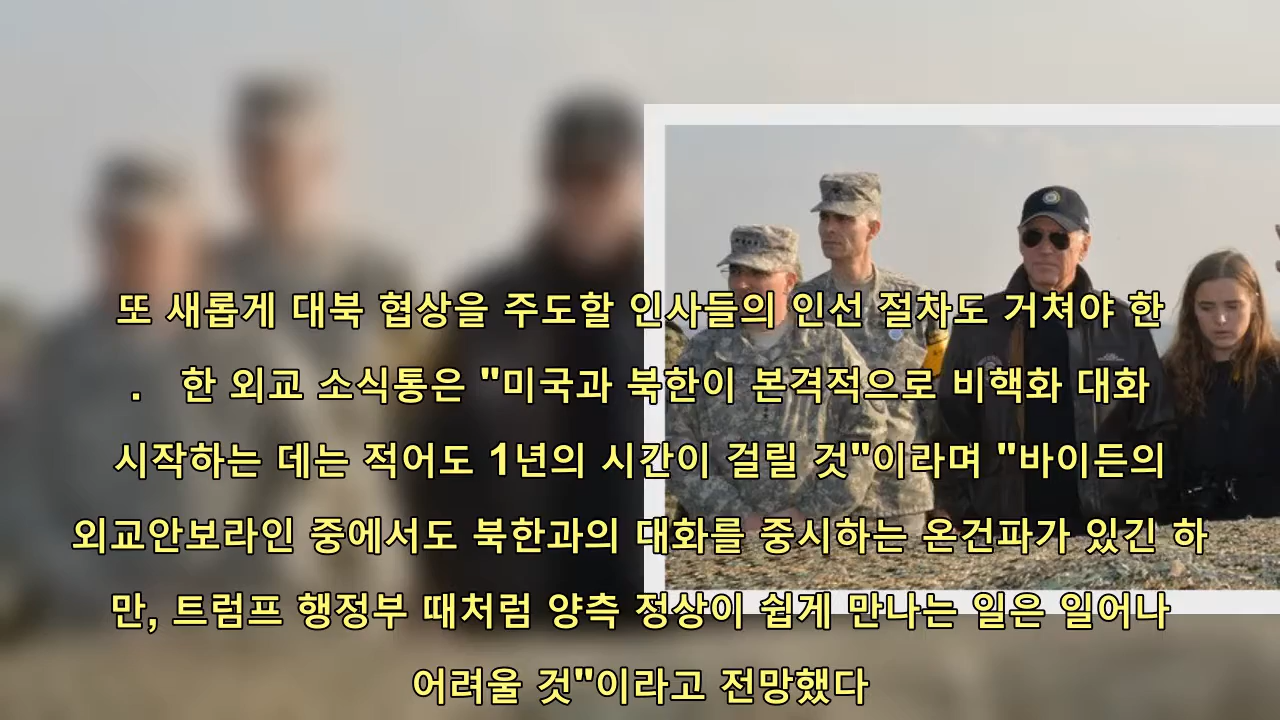 또 새롭게 대북 협상을 주도할 인사들의 인선 절차도 거쳐야 한
. 한 외교 소식통은 "미국과 북한이 본격적으로 비핵화 대화
시작하는 데는 적어도 1년의 시간이 걸릴 것"이라며 "바이든의
외교안보라인 중에서도 북한과의 대화를 중시하는 온건파가 있긴 하
만, 트럼프 행정부 때처럼 양측 정상이 쉽게 만나는 일은 일어나
어려울 것"이라고 전망했다